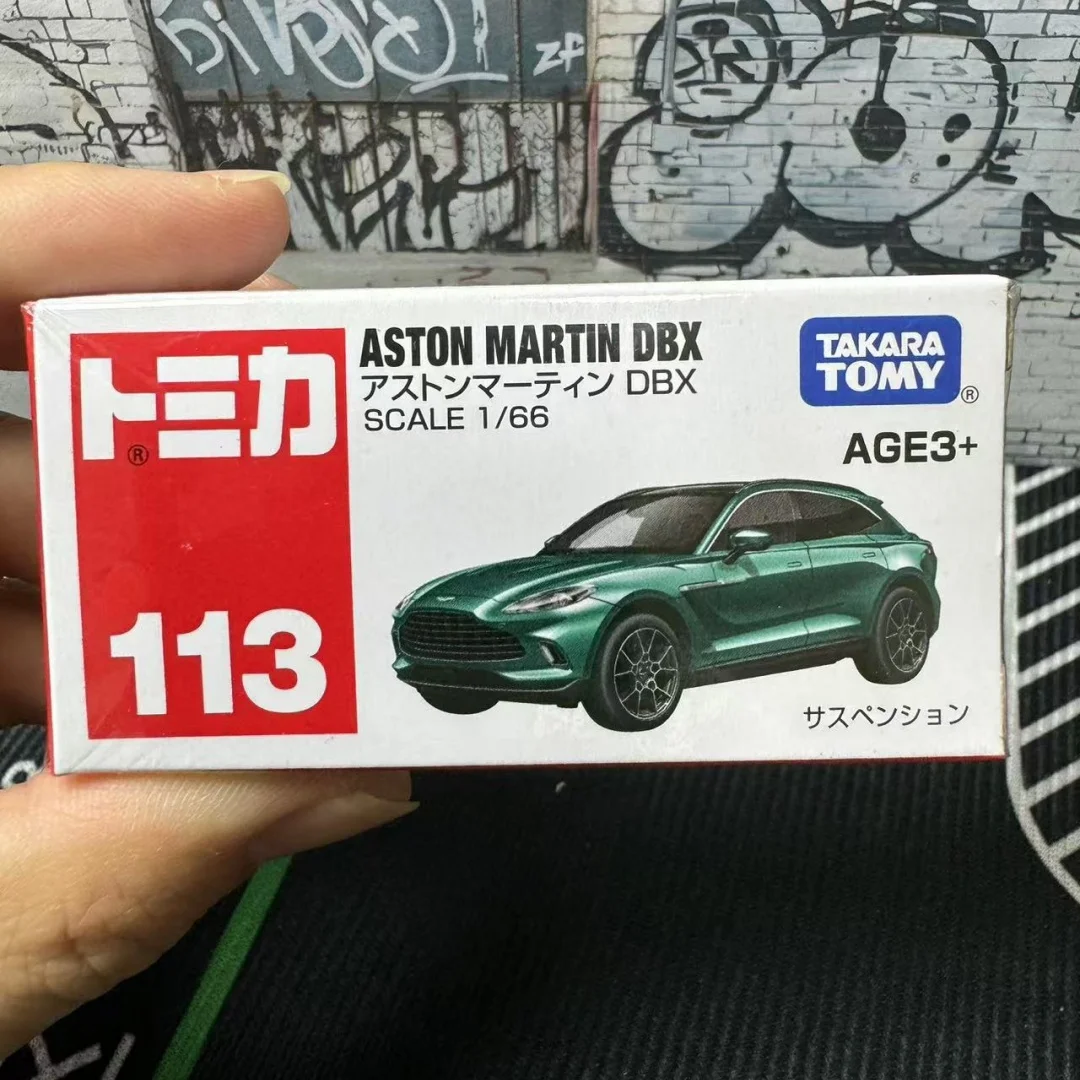 zf
トミカ
®
113
ASTON MARTIN DBX
アストンマーティン DBX
SCALE 1/66
TAKARA
TOMY
®
AGE3+
サスペンション